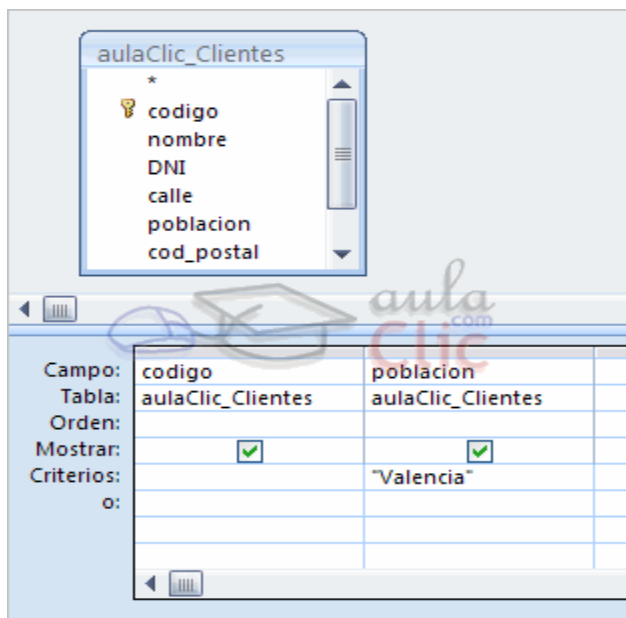 aulaClic_Clientes
*
codigo
nombre
DNI
calle
poblacion
cod_postal
aula
Clic
.com
Campo: codigo poblacion
Tabla: aulaClic_Clientes aulaClic_Clientes
Orden:
Mostrar:
Criterios: "Valencia"
o: